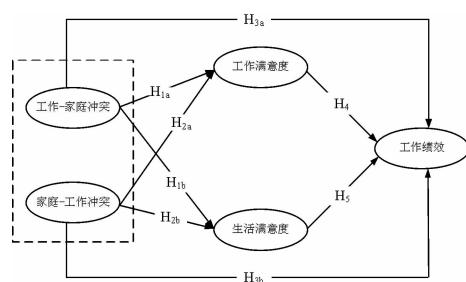 H3a
工作满意度
H1a
工作-家庭冲突
H4
H2a
工作绩效
H1b
家庭-工作冲突
H5
H2b
生活满意度
H3b